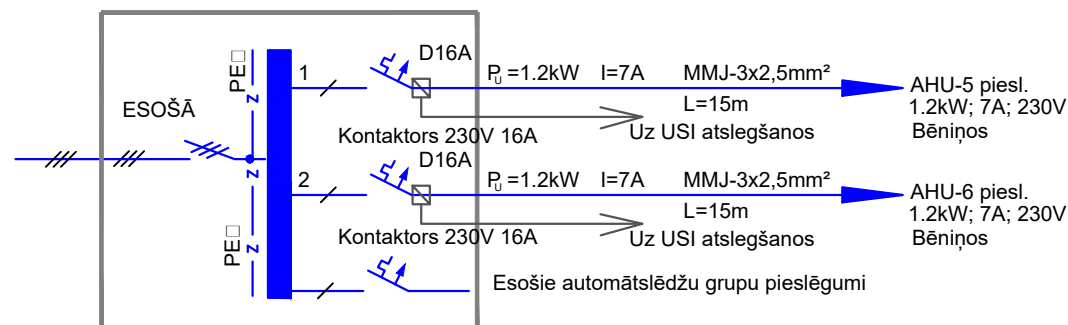 ESOŠĀ
PE
N
N
PE
1
D16A
P_U =1.2kW I=7A MMJ-3x2,5mm²
L=15m
AHU-5 piesl.
1.2kW; 7A; 230V
Bēniņos
Kontaktors 230V 16A
Uz USI atslegšanos
2
D16A
P_U =1.2kW I=7A MMJ-3x2,5mm²
L=15m
AHU-6 piesl.
1.2kW; 7A; 230V
Bēniņos
Kontaktors 230V 16A
Uz USI atslegšanos
Esošie automātslēdžu grupu pieslēgumi